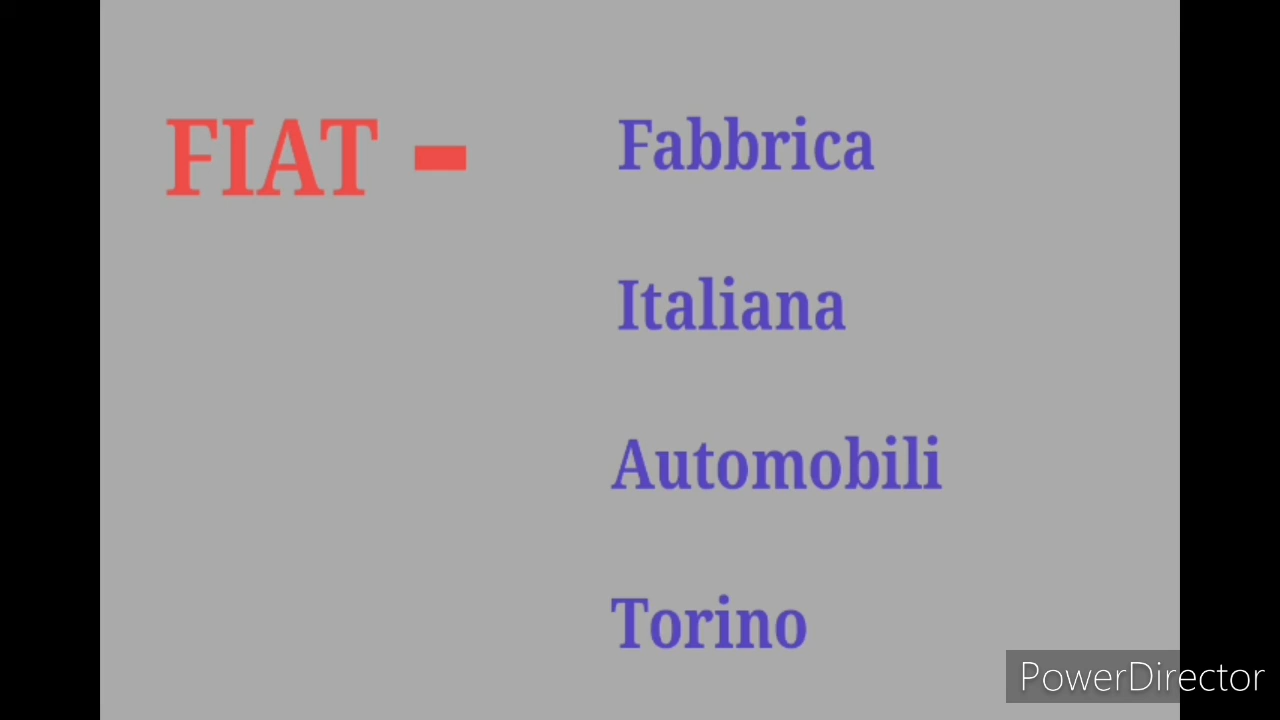 FIAT - Fabbrica
Italiana
Automobili
Torino
PowerDirector